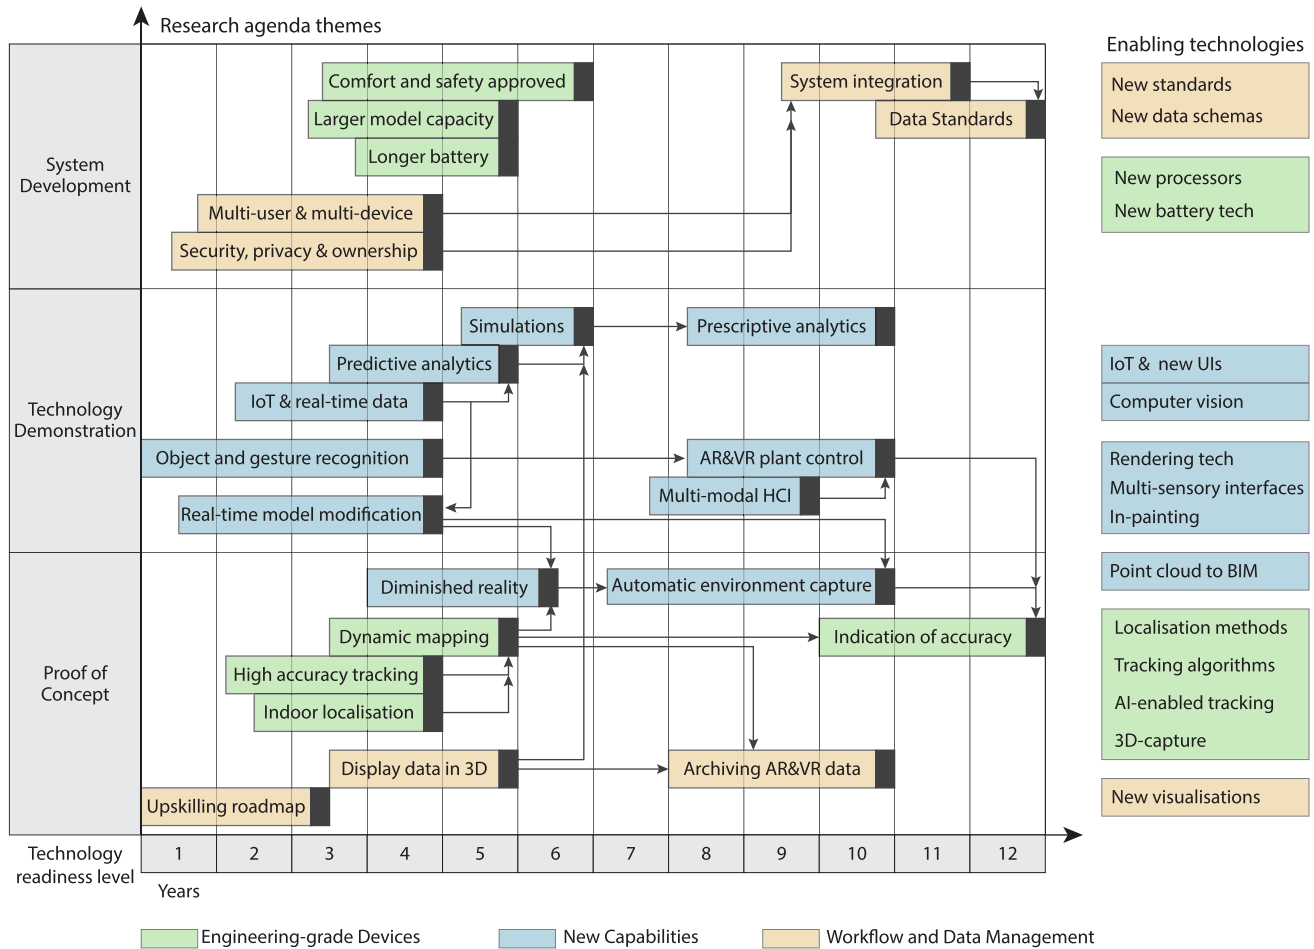 Research agenda themes
Enabling technologies
System
Development
Comfort and safety approved
Larger model capacity
Longer battery
Multi-user & multi-device
Security, privacy & ownership
System integration
Data Standards
New standards
New data schemas
New processors
New battery tech
Technology
Demonstration
Simulations
Prescriptive analytics
Predictive analytics
IoT & real-time data
Object and gesture recognition
AR&VR plant control
Multi-modal HCI
Real-time model modification
IoT & new UIs
Computer vision
Rendering tech
Multi-sensory interfaces
In-painting
Proof of
Concept
Diminished reality
Automatic environment capture
Dynamic mapping
Indication of accuracy
High accuracy tracking
Indoor localisation
Display data in 3D
Archiving AR&VR data
Upskilling roadmap
Point cloud to BIM
Localisation methods
Tracking algorithms
AI-enabled tracking
3D-capture
New visualisations
Technology
readiness level
1 2 3 4 5 6 7 8 9 10 11 12
Years
Engineering-grade Devices
New Capabilities
Workflow and Data Management